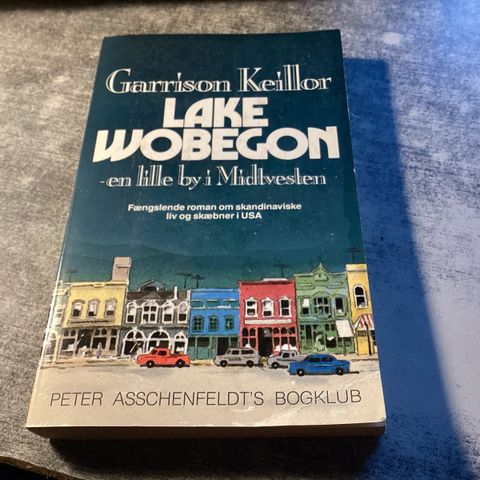 Garrison Keillor
LAKE
WOBEGON
-en lille by i Midtvesten
Fængslende roman om skandinaviske
liv og skæbner i USA
PETER ASSCHENFELDT'S BOGKLUB